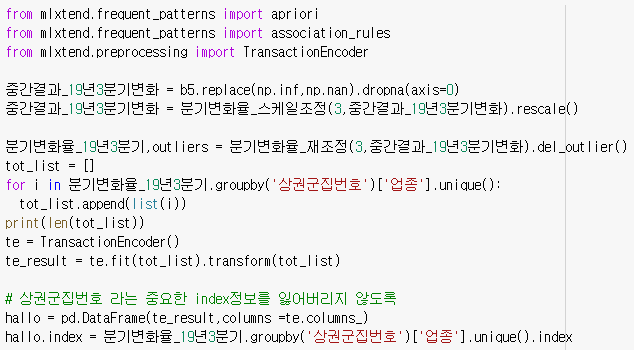 from mlxtend.frequent_patterns import apriori
from mlxtend.frequent_patterns import association_rules
from mlxtend.preprocessing import TransactionEncoder
중간결과_19년3분기변화 = b5.replace(np.inf,np.nan).dropna(axis=0)
중간결과_19년3분기변화 = 분기변화율_스케일조정(3,중간결과_19년3분기변화).rescale()
분기변화율_19년3분기,outliers = 분기변화율_재조정(3,중간결과_19년3분기변화).del_outlier()
tot_list = []
for i in 분기변화율_19년3분기.groupby('상권군집번호')['업종'].unique():
  tot_list.append(list(i))
print(len(tot_list))
te = TransactionEncoder()
te_result = te.fit(tot_list).transform(tot_list)
# 상권군집번호 라는 중요한 index정보를 잃어버리지 않도록
hallo = pd.DataFrame(te_result,columns =te.columns_)
hallo.index = 분기변화율_19년3분기.groupby('상권군집번호')['업종'].unique().index